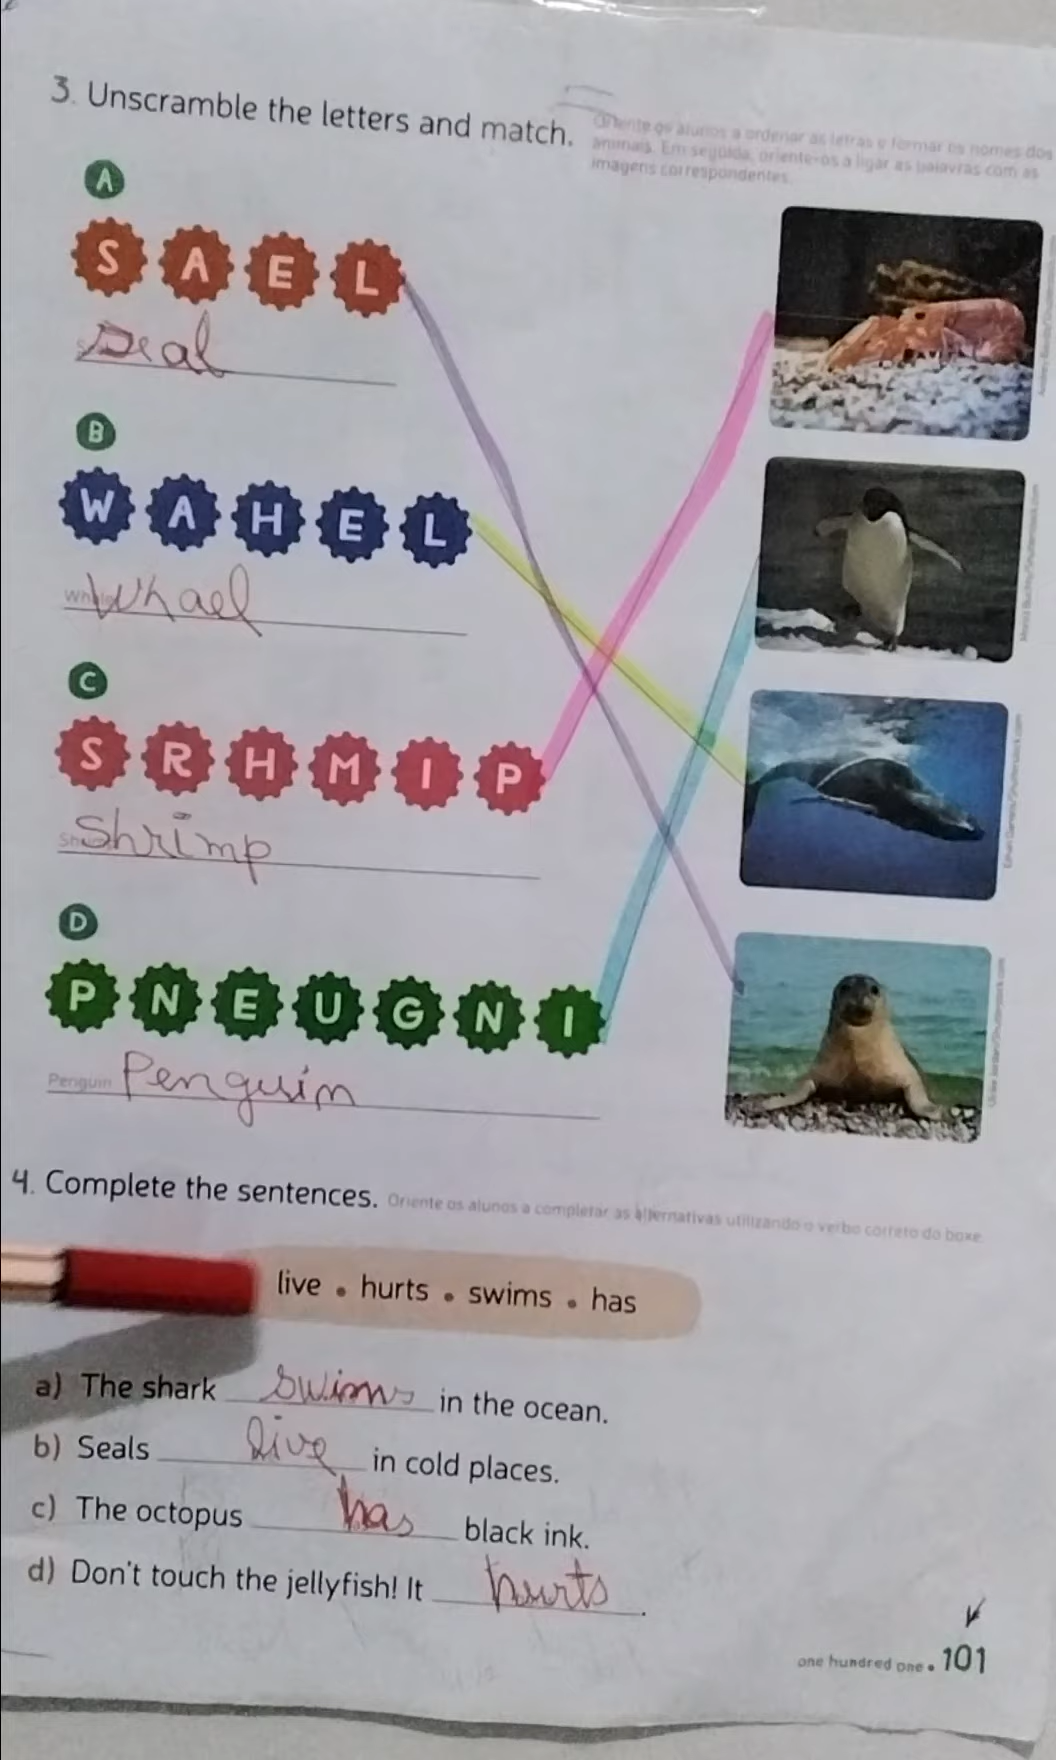 3. Unscramble the letters and match.
Oriente os alunos a ordenar as letras e formar os nomes dos
animais. Em seguida, oriente-os a ligar as palavras com as
imagens correspondentes.
A
S A E L
Seal
B
W A H E L
Whael
C
S R H M I P
Shrimp
D
P N E U G N I
Penguin Penguin
4. Complete the sentences. Oriente os alunos a completar as alternativas utilizando o verbo correto do boxe.
live • hurts • swims • has
a) The shark swims in the ocean.
b) Seals live in cold places.
c) The octopus has black ink.
d) Don't touch the jellyfish! It hurts.
one hundred one • 101